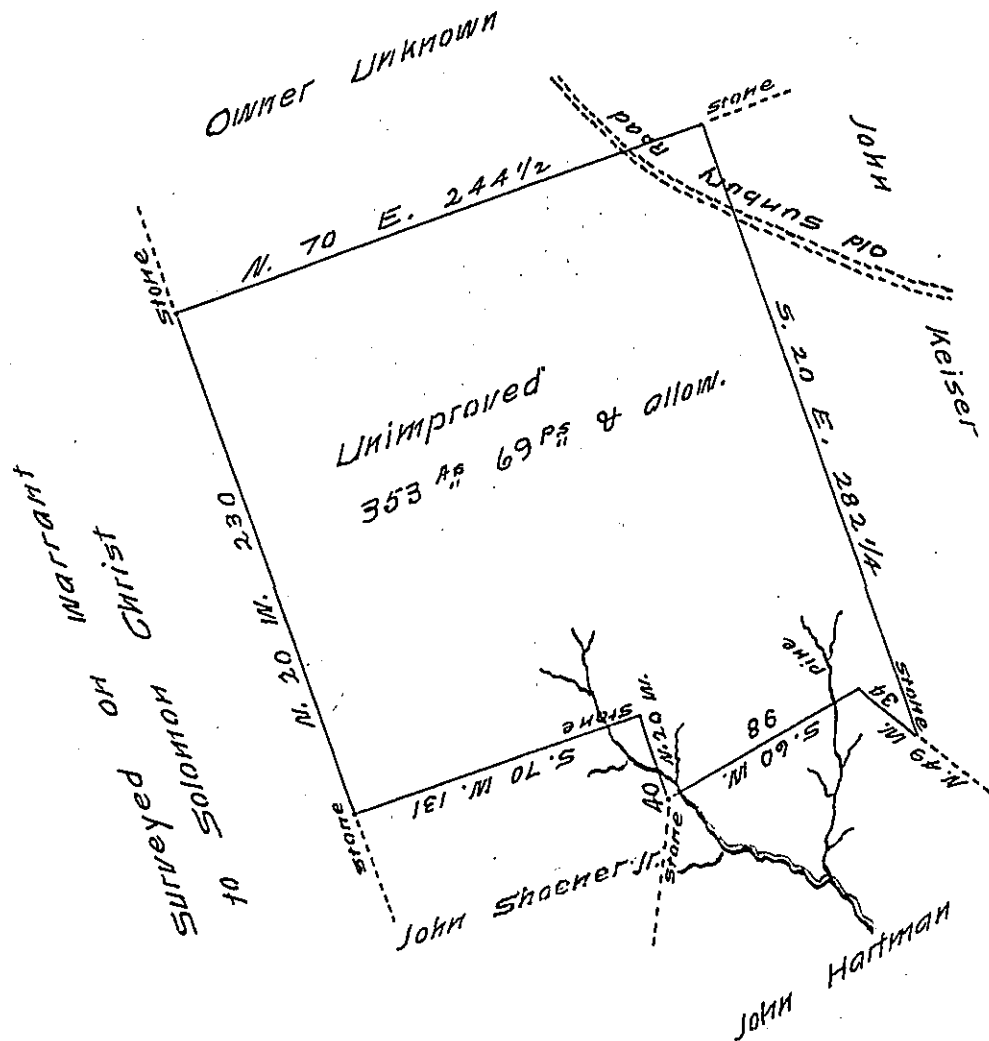 Owner Unknown
stone
Old Sunbury Road
John Keiser
N. 70 E. 244 1/2
Stone
S. 20 E. 282 1/4
Unimproved
353 As 69 Ps & allow.
N. 20 W. 230
Surveyed on Warrant
to Solomon Christ
stone
S. 70 W. 131
stone
N. 20 W.
40
stone
S. 60 W.
98
Pine
34
N. 49 W.
stone
John Shoener Jr.
John Hartman